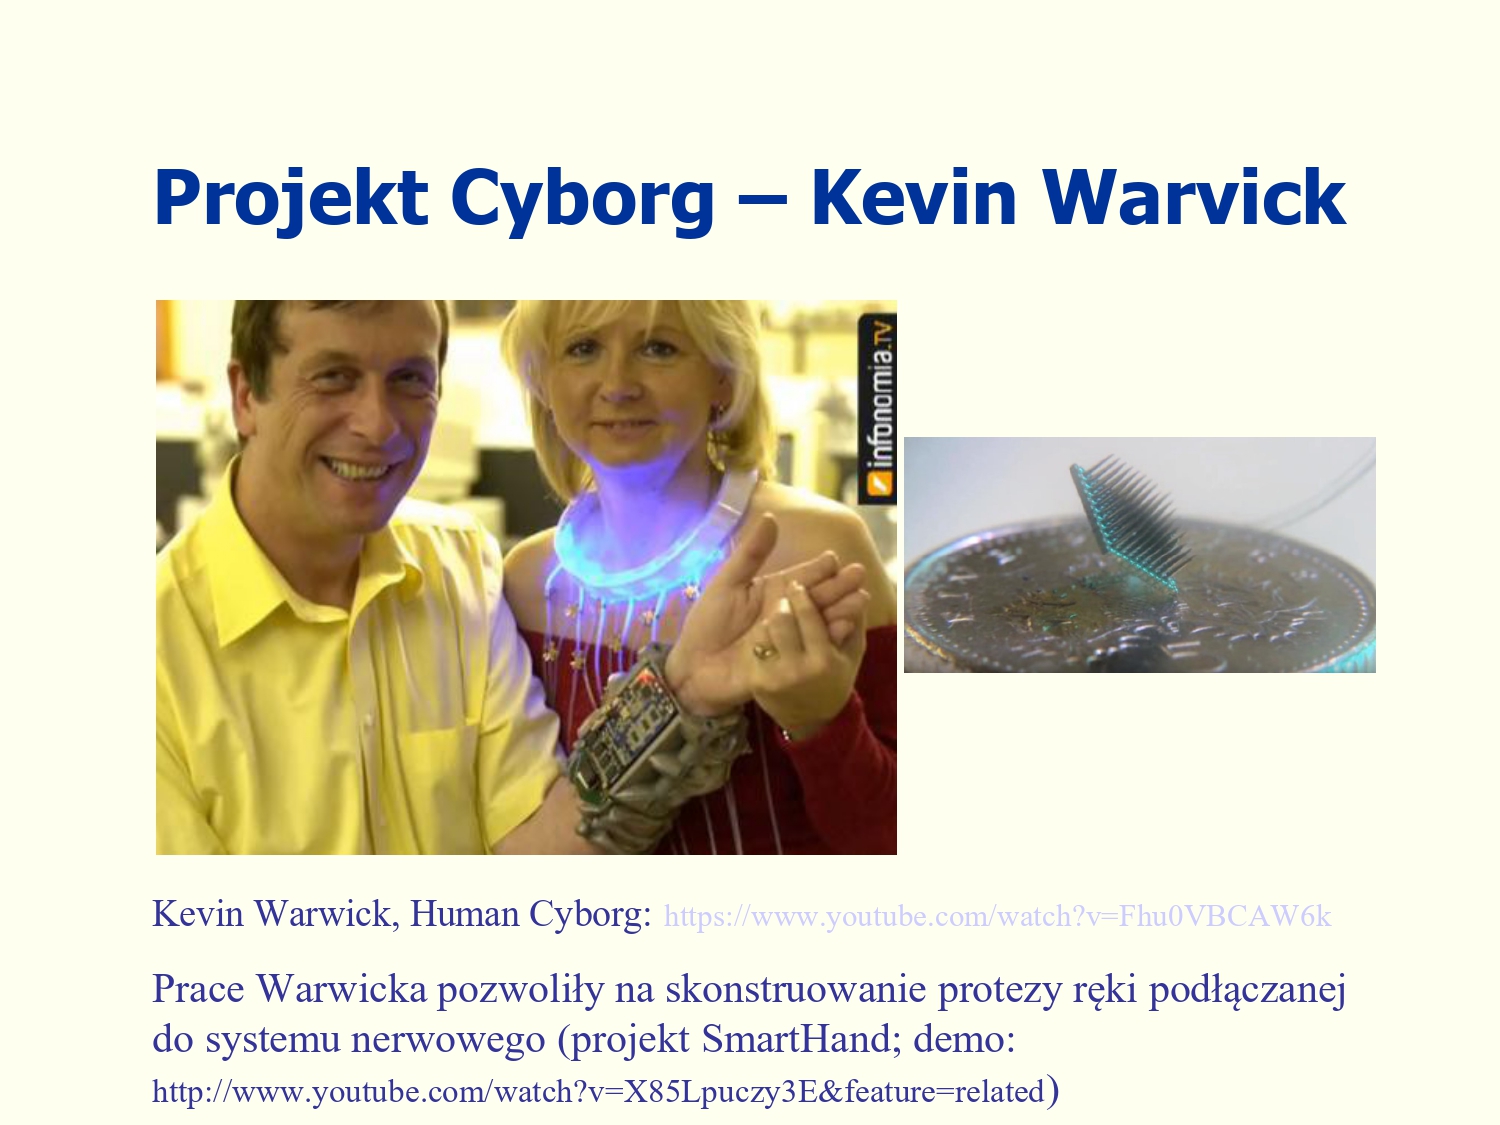 Projekt Cyborg – Kevin Warvick
infonomia.TV
Kevin Warwick, Human Cyborg: https://www.youtube.com/watch?v=Fhu0VBCAW6k
Prace Warwicka pozwoliły na skonstruowanie protezy ręki podłączanej
do systemu nerwowego (projekt SmartHand; demo:
http://www.youtube.com/watch?v=X85Lpuczy3E&feature=related)